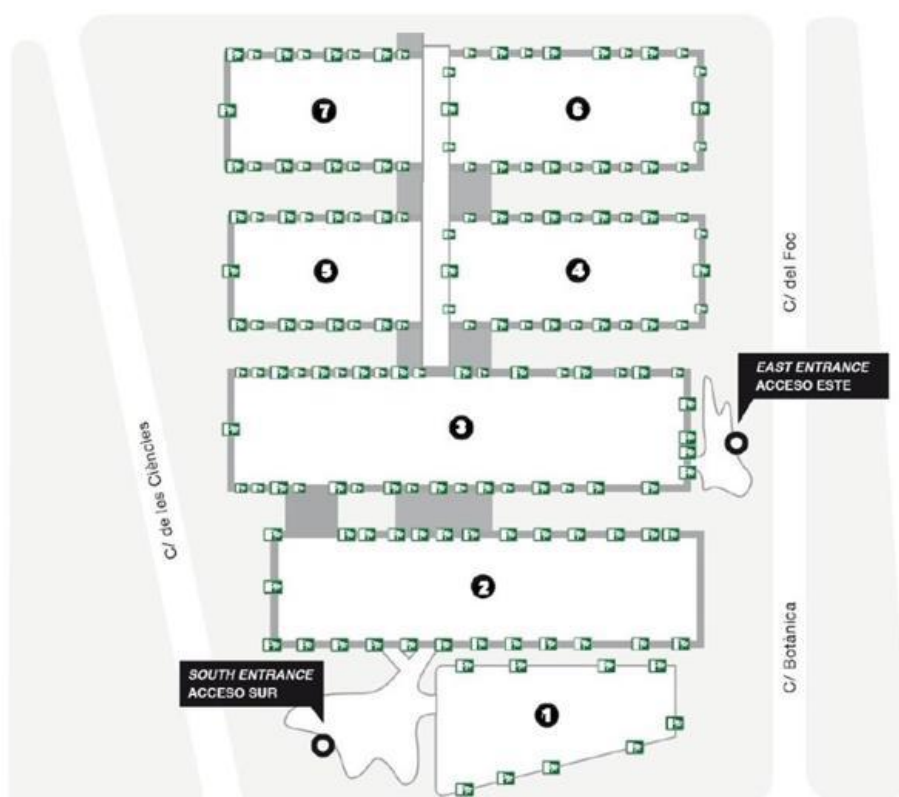 7
6
5
4
C/ del Foc
EAST ENTRANCE
ACCESO ESTE
3
C/ de les Ciències
2
C/ Botànica
SOUTH ENTRANCE
ACCESO SUR
1